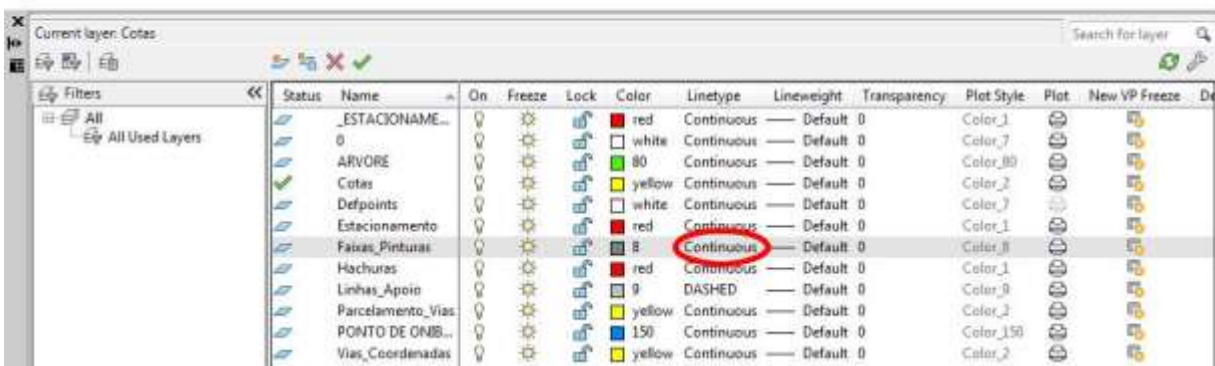 Current layer: Cotas
Search for layer
Filters
All
All Used Layers
Status Name On Freeze Lock Color Linetype Lineweight Transparency Plot Style Plot New VP Freeze De
_ESTACIONAME... red Continuous Default 0 Color_1
0 white Continuous Default 0 Color_7
ARVORE 80 Continuous Default 0 Color_80
Cotas yellow Continuous Default 0 Color_2
Defpoints white Continuous Default 0 Color_7
Estacionamento red Continuous Default 0 Color_1
Faixas_Pinturas 8 Continuous Default 0 Color_8
Hachuras red Continuous Default 0 Color_1
Linhas_Apoio 9 DASHED Default 0 Color_9
Parcelamento_Vias yellow Continuous Default 0 Color_2
PONTO DE ONIB... 150 Continuous Default 0 Color_150
Vias_Coordenadas yellow Continuous Default 0 Color_2